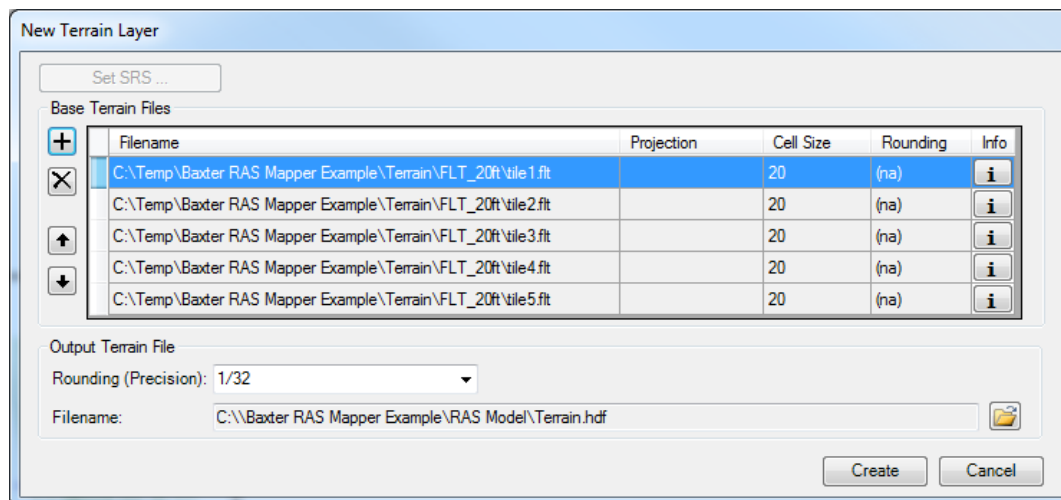 New Terrain Layer
Set SRS ...
Base Terrain Files
Filename Projection Cell Size Rounding Info
C:\Temp\Baxter RAS Mapper Example\Terrain\FLT_20ft\tile1.flt 20 (na) i
C:\Temp\Baxter RAS Mapper Example\Terrain\FLT_20ft\tile2.flt 20 (na) i
C:\Temp\Baxter RAS Mapper Example\Terrain\FLT_20ft\tile3.flt 20 (na) i
C:\Temp\Baxter RAS Mapper Example\Terrain\FLT_20ft\tile4.flt 20 (na) i
C:\Temp\Baxter RAS Mapper Example\Terrain\FLT_20ft\tile5.flt 20 (na) i
Output Terrain File
Rounding (Precision): 1/32
Filename: C:\\Baxter RAS Mapper Example\RAS Model\Terrain.hdf
Create Cancel